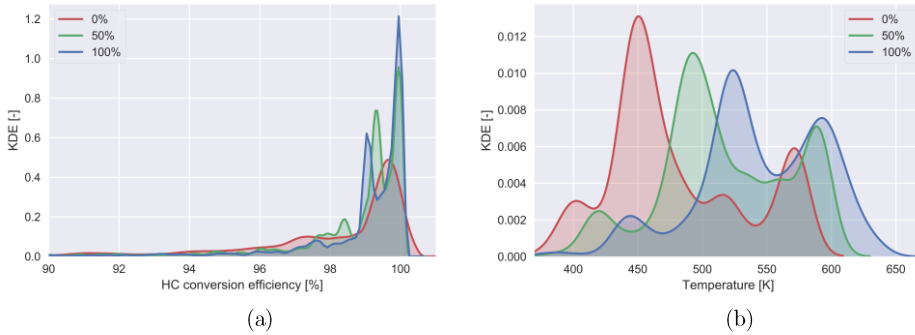 0%
50%
100%
1.2
1.0
0.8
0.6
0.4
0.2
0.0
KDE [-]
90 92 94 96 98 100
HC conversion efficiency [%]
(a)
0%
50%
100%
0.012
0.010
0.008
0.006
0.004
0.002
0.000
KDE [-]
400 450 500 550 600 650
Temperature [K]
(b)